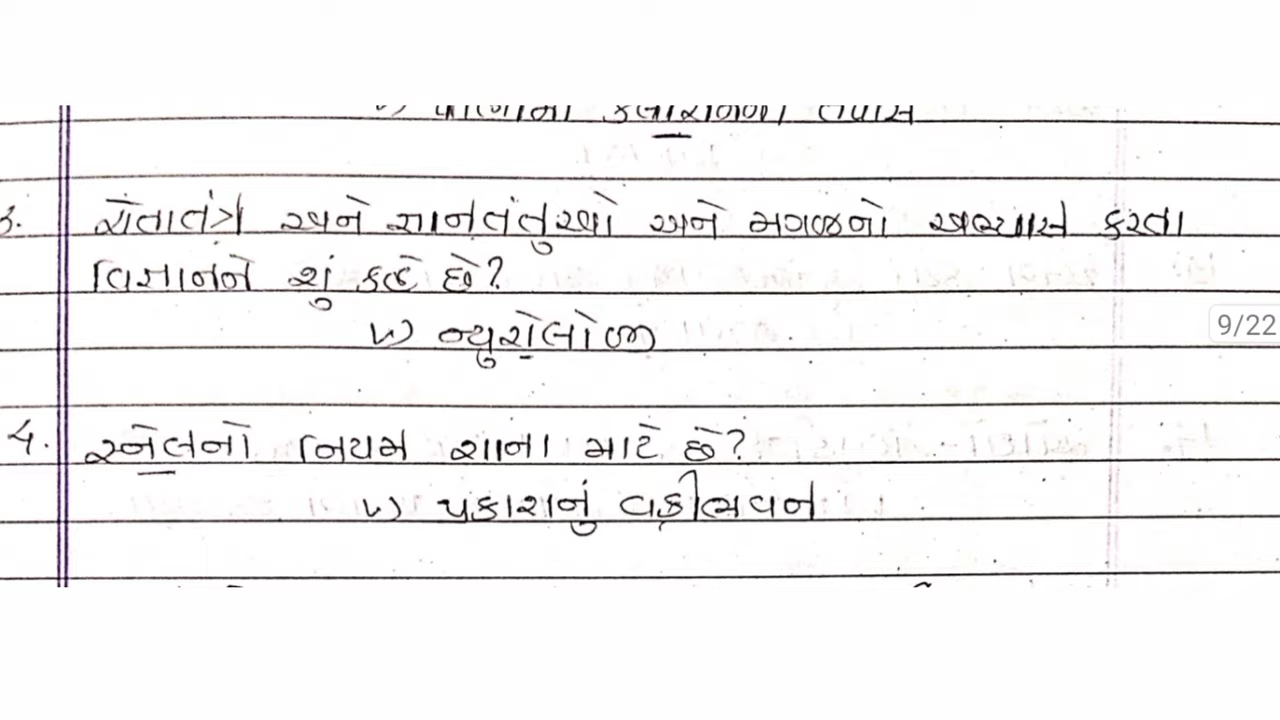 3. ચેતાતંત્ર અને જ્ઞાનતંતુઓ અને મગજનો અભ્યાસ કરતા
વિજ્ઞાનને શું કહે છે?
ન્યુરોલોજી
9/22
4. સ્નેલનો નિયમ શાના માટે છે?
પ્રકાશનું વક્રીભવન